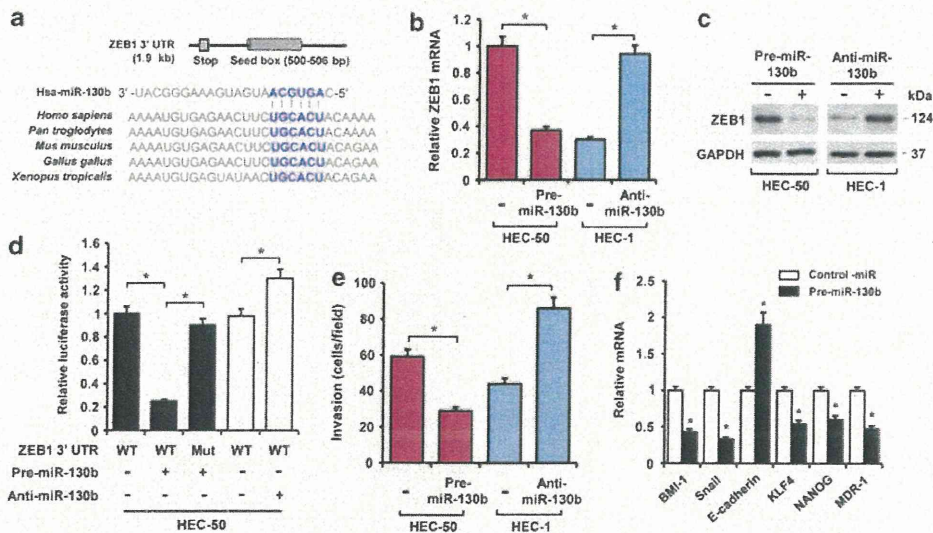 a
ZEB1 3' UTR
(1.9 kb)
Stop
Seed box (500-506 bp)
Hsa-miR-130b 3' -UACGGGAAAGUAGUAACGUGAC-5'
Homo sapiens AAAAUGUGAGAACUUCUGCACUACAAAA
Pan troglodytes AAAAUGUGAGAACUUCUGCACUACAAAA
Mus musculus AAAAUGUGAGAACUUCUGCACUACAGAA
Gallus gallus AAAAUGUGAGAACUUCUGCACUACAGAA
Xenopus tropicalis AAAAUGUGAGUAUAACUGCACUACAGAA
b
Relative ZEB1 mRNA
1.2
1
0.8
0.6
0.4
0.2
0
*
*
- Pre-miR-130b - Anti-miR-130b
HEC-50 HEC-1
c
Pre-miR-130b Anti-miR-130b
- + - + kDa
ZEB1 - 124
GAPDH - 37
HEC-50 HEC-1
d
Relative luciferase activity
1.6
1.4
1.2
1
0.8
0.6
0.4
0.2
0
* * *
ZEB1 3' UTR WT WT Mut WT WT
Pre-miR-130b - + + - -
Anti-miR-130b - - - - +
HEC-50
e
Invasion (cells/field)
100
80
60
40
20
0
*
*
- Pre-miR-130b - Anti-miR-130b
HEC-50 HEC-1
f
Control-miR
Pre-miR-130b
Relative mRNA
2.5
2
1.5
1
0.5
0
* * * * * *
BMI-1 Snail E-cadherin KLF4 NANOG MDR-1